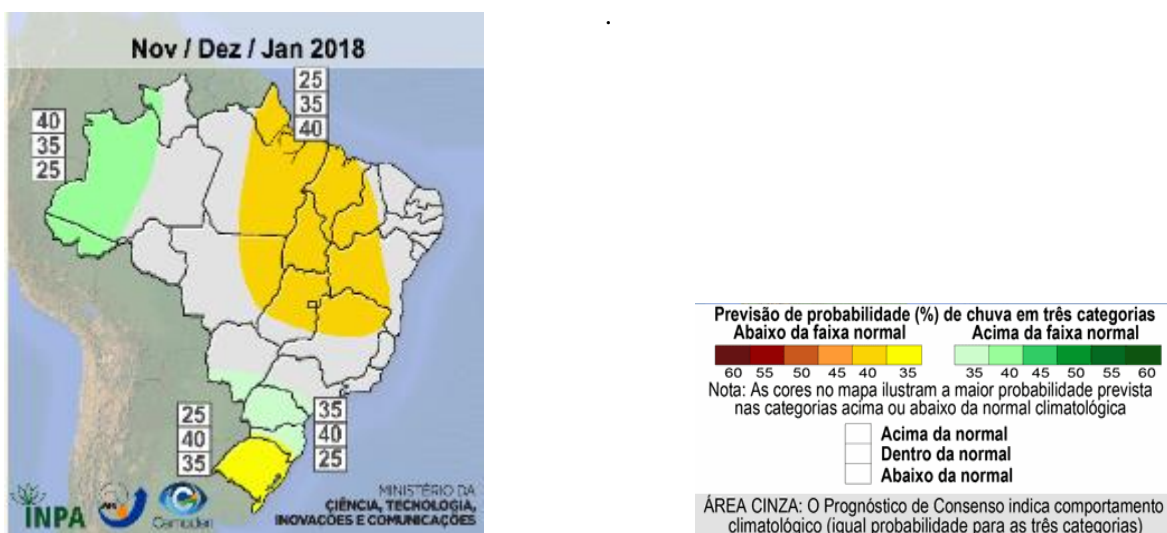 Nov / Dez / Jan 2018
25
35
40
40
35
25
25
40
35
35
40
25
INPA
Cemaden
MINISTÉRIO DA
CIÊNCIA, TECNOLOGIA,
INOVAÇÕES E COMUNICAÇÕES
.
Previsão de probabilidade (%) de chuva em três categorias
Abaixo da faixa normal Acima da faixa normal
60 55 50 45 40 35 35 40 45 50 55 60
Nota: As cores no mapa ilustram a maior probabilidade prevista
nas categorias acima ou abaixo da normal climatológica
Acima da normal
Dentro da normal
Abaixo da normal
ÁREA CINZA: O Prognóstico de Consenso indica comportamento
climatológico (igual probabilidade para as três categorias)